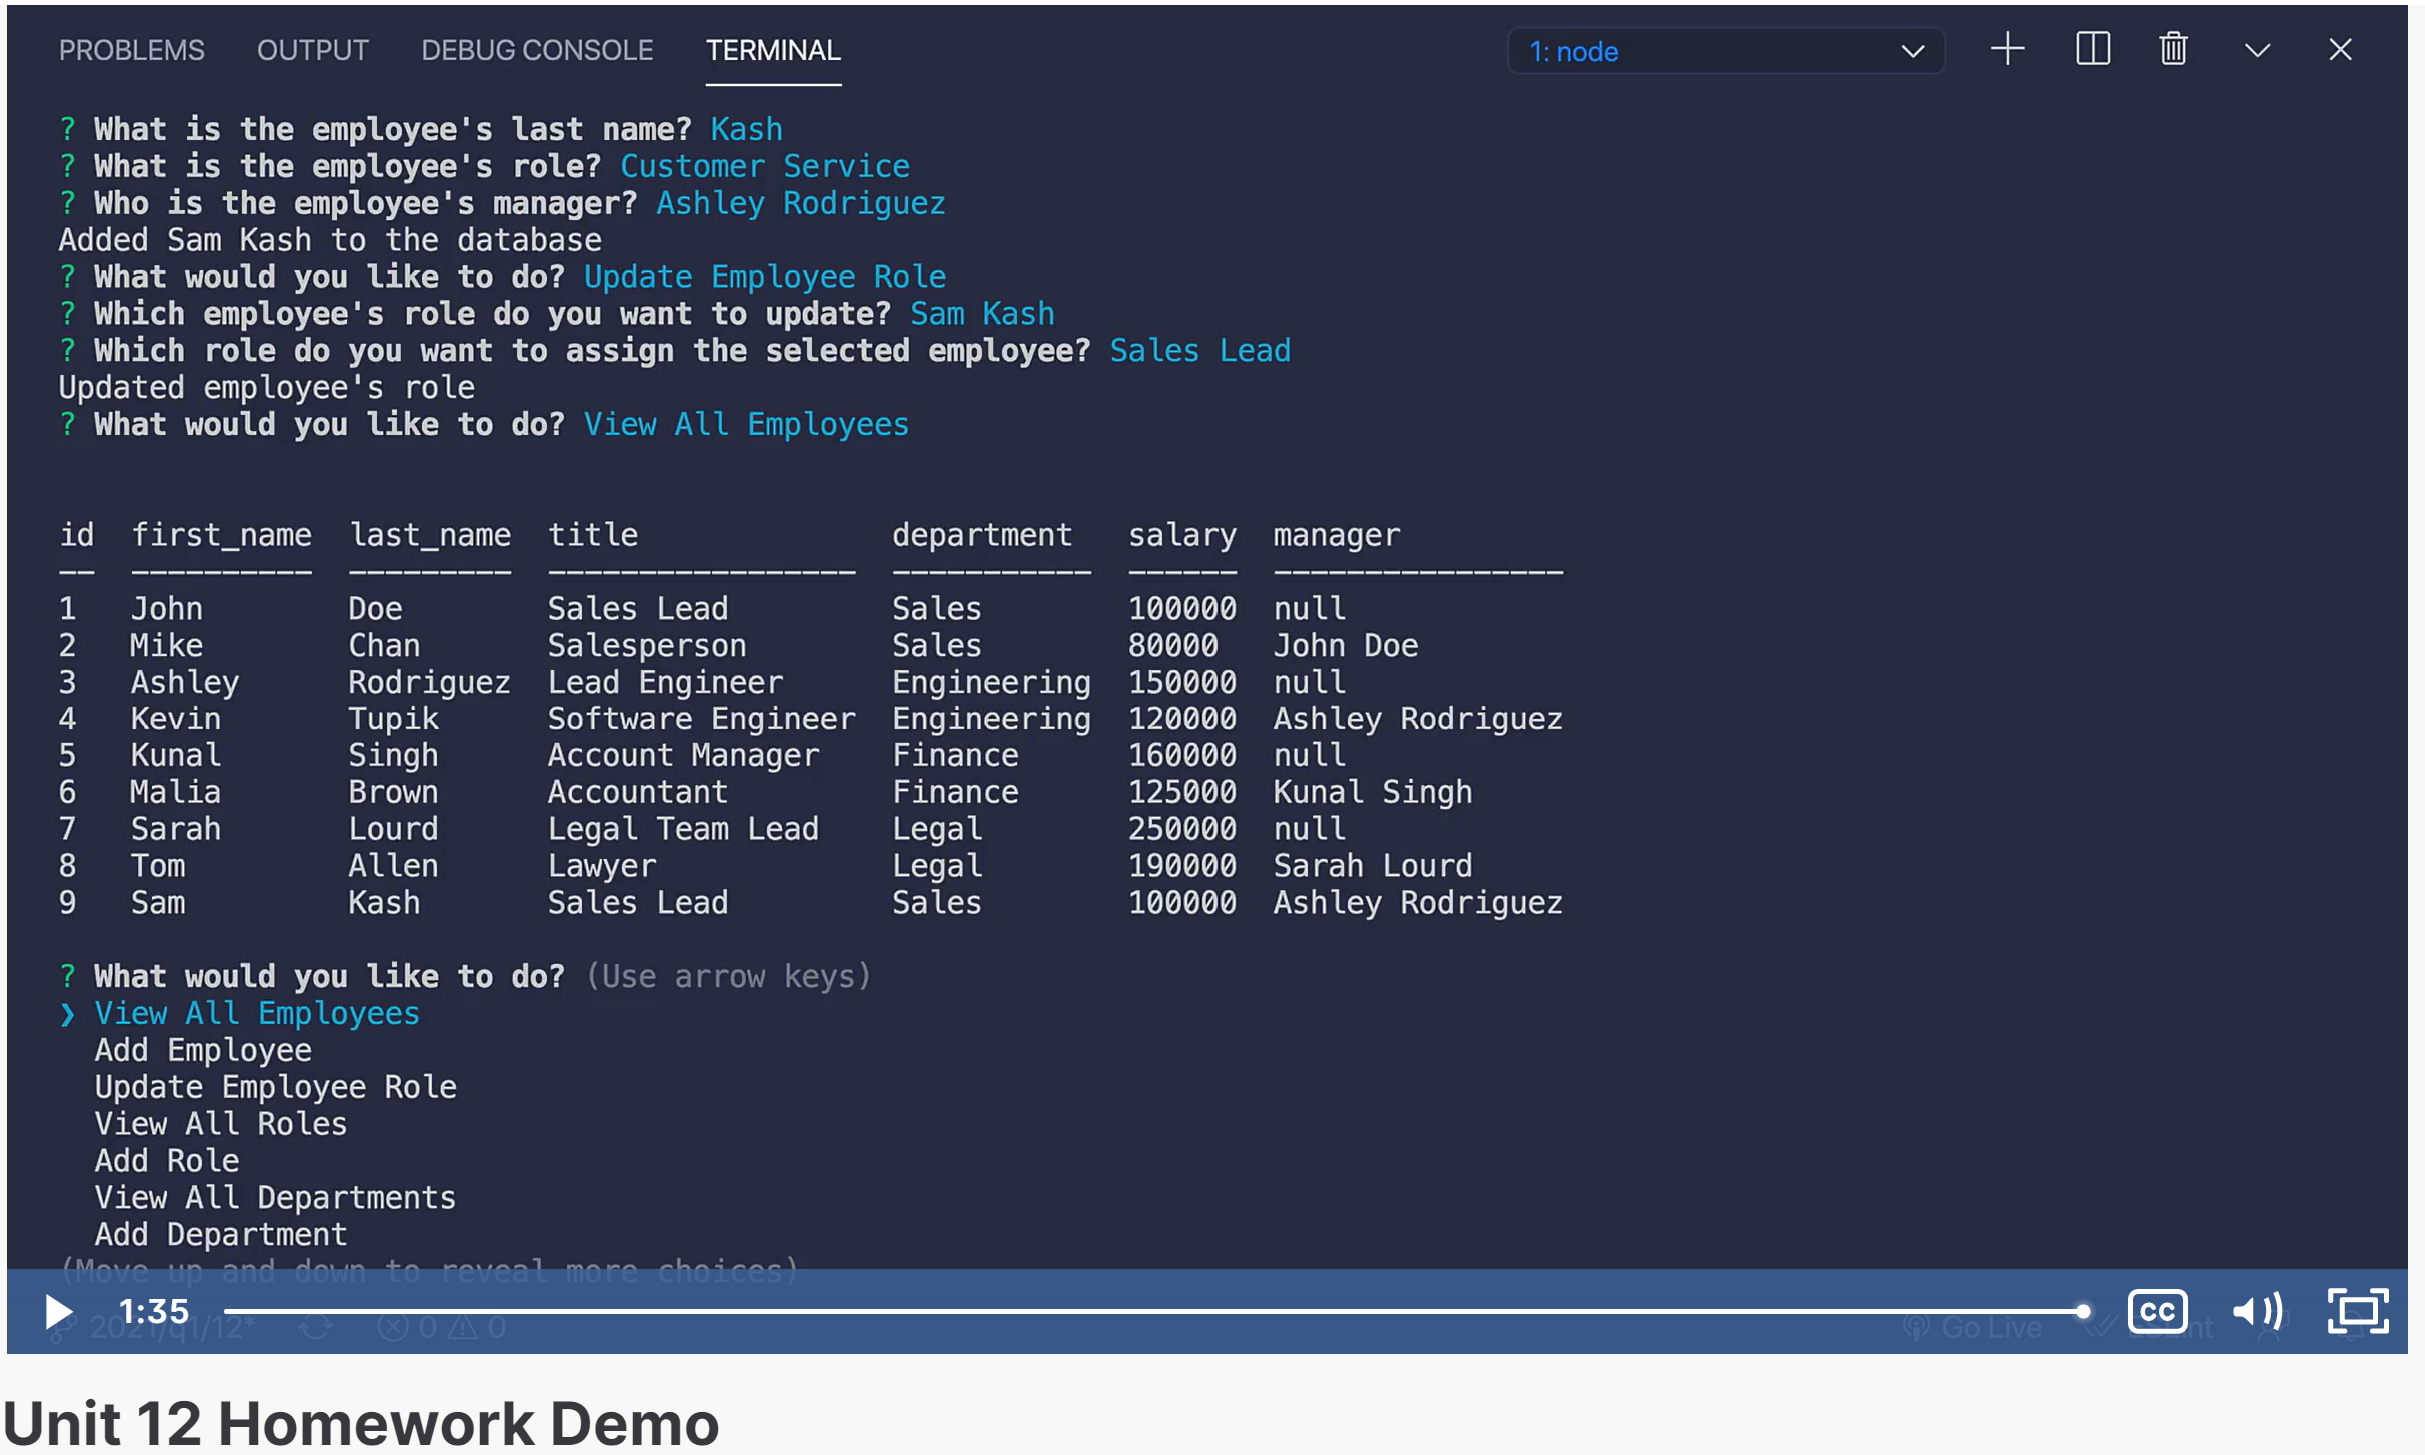 PROBLEMS OUTPUT DEBUG CONSOLE TERMINAL 1: node
? What is the employee's last name? Kash
? What is the employee's role? Customer Service
? Who is the employee's manager? Ashley Rodriguez
Added Sam Kash to the database
? What would you like to do? Update Employee Role
? Which employee's role do you want to update? Sam Kash
? Which role do you want to assign the selected employee? Sales Lead
Updated employee's role
? What would you like to do? View All Employees
id first_name last_name title department salary manager
-- ---------- --------- ----------------- ----------- ------ ----------------
1 John Doe Sales Lead Sales 100000 null
2 Mike Chan Salesperson Sales 80000 John Doe
3 Ashley Rodriguez Lead Engineer Engineering 150000 null
4 Kevin Tupik Software Engineer Engineering 120000 Ashley Rodriguez
5 Kunal Singh Account Manager Finance 160000 null
6 Malia Brown Accountant Finance 125000 Kunal Singh
7 Sarah Lourd Legal Team Lead Legal 250000 null
8 Tom Allen Lawyer Legal 190000 Sarah Lourd
9 Sam Kash Sales Lead Sales 100000 Ashley Rodriguez
? What would you like to do? (Use arrow keys)
❯ View All Employees
Add Employee
Update Employee Role
View All Roles
Add Role
View All Departments
Add Department
(Move up and down to reveal more choices)
1:35 CC
2021/q1/12* 0 0 Go Live
Unit 12 Homework Demo